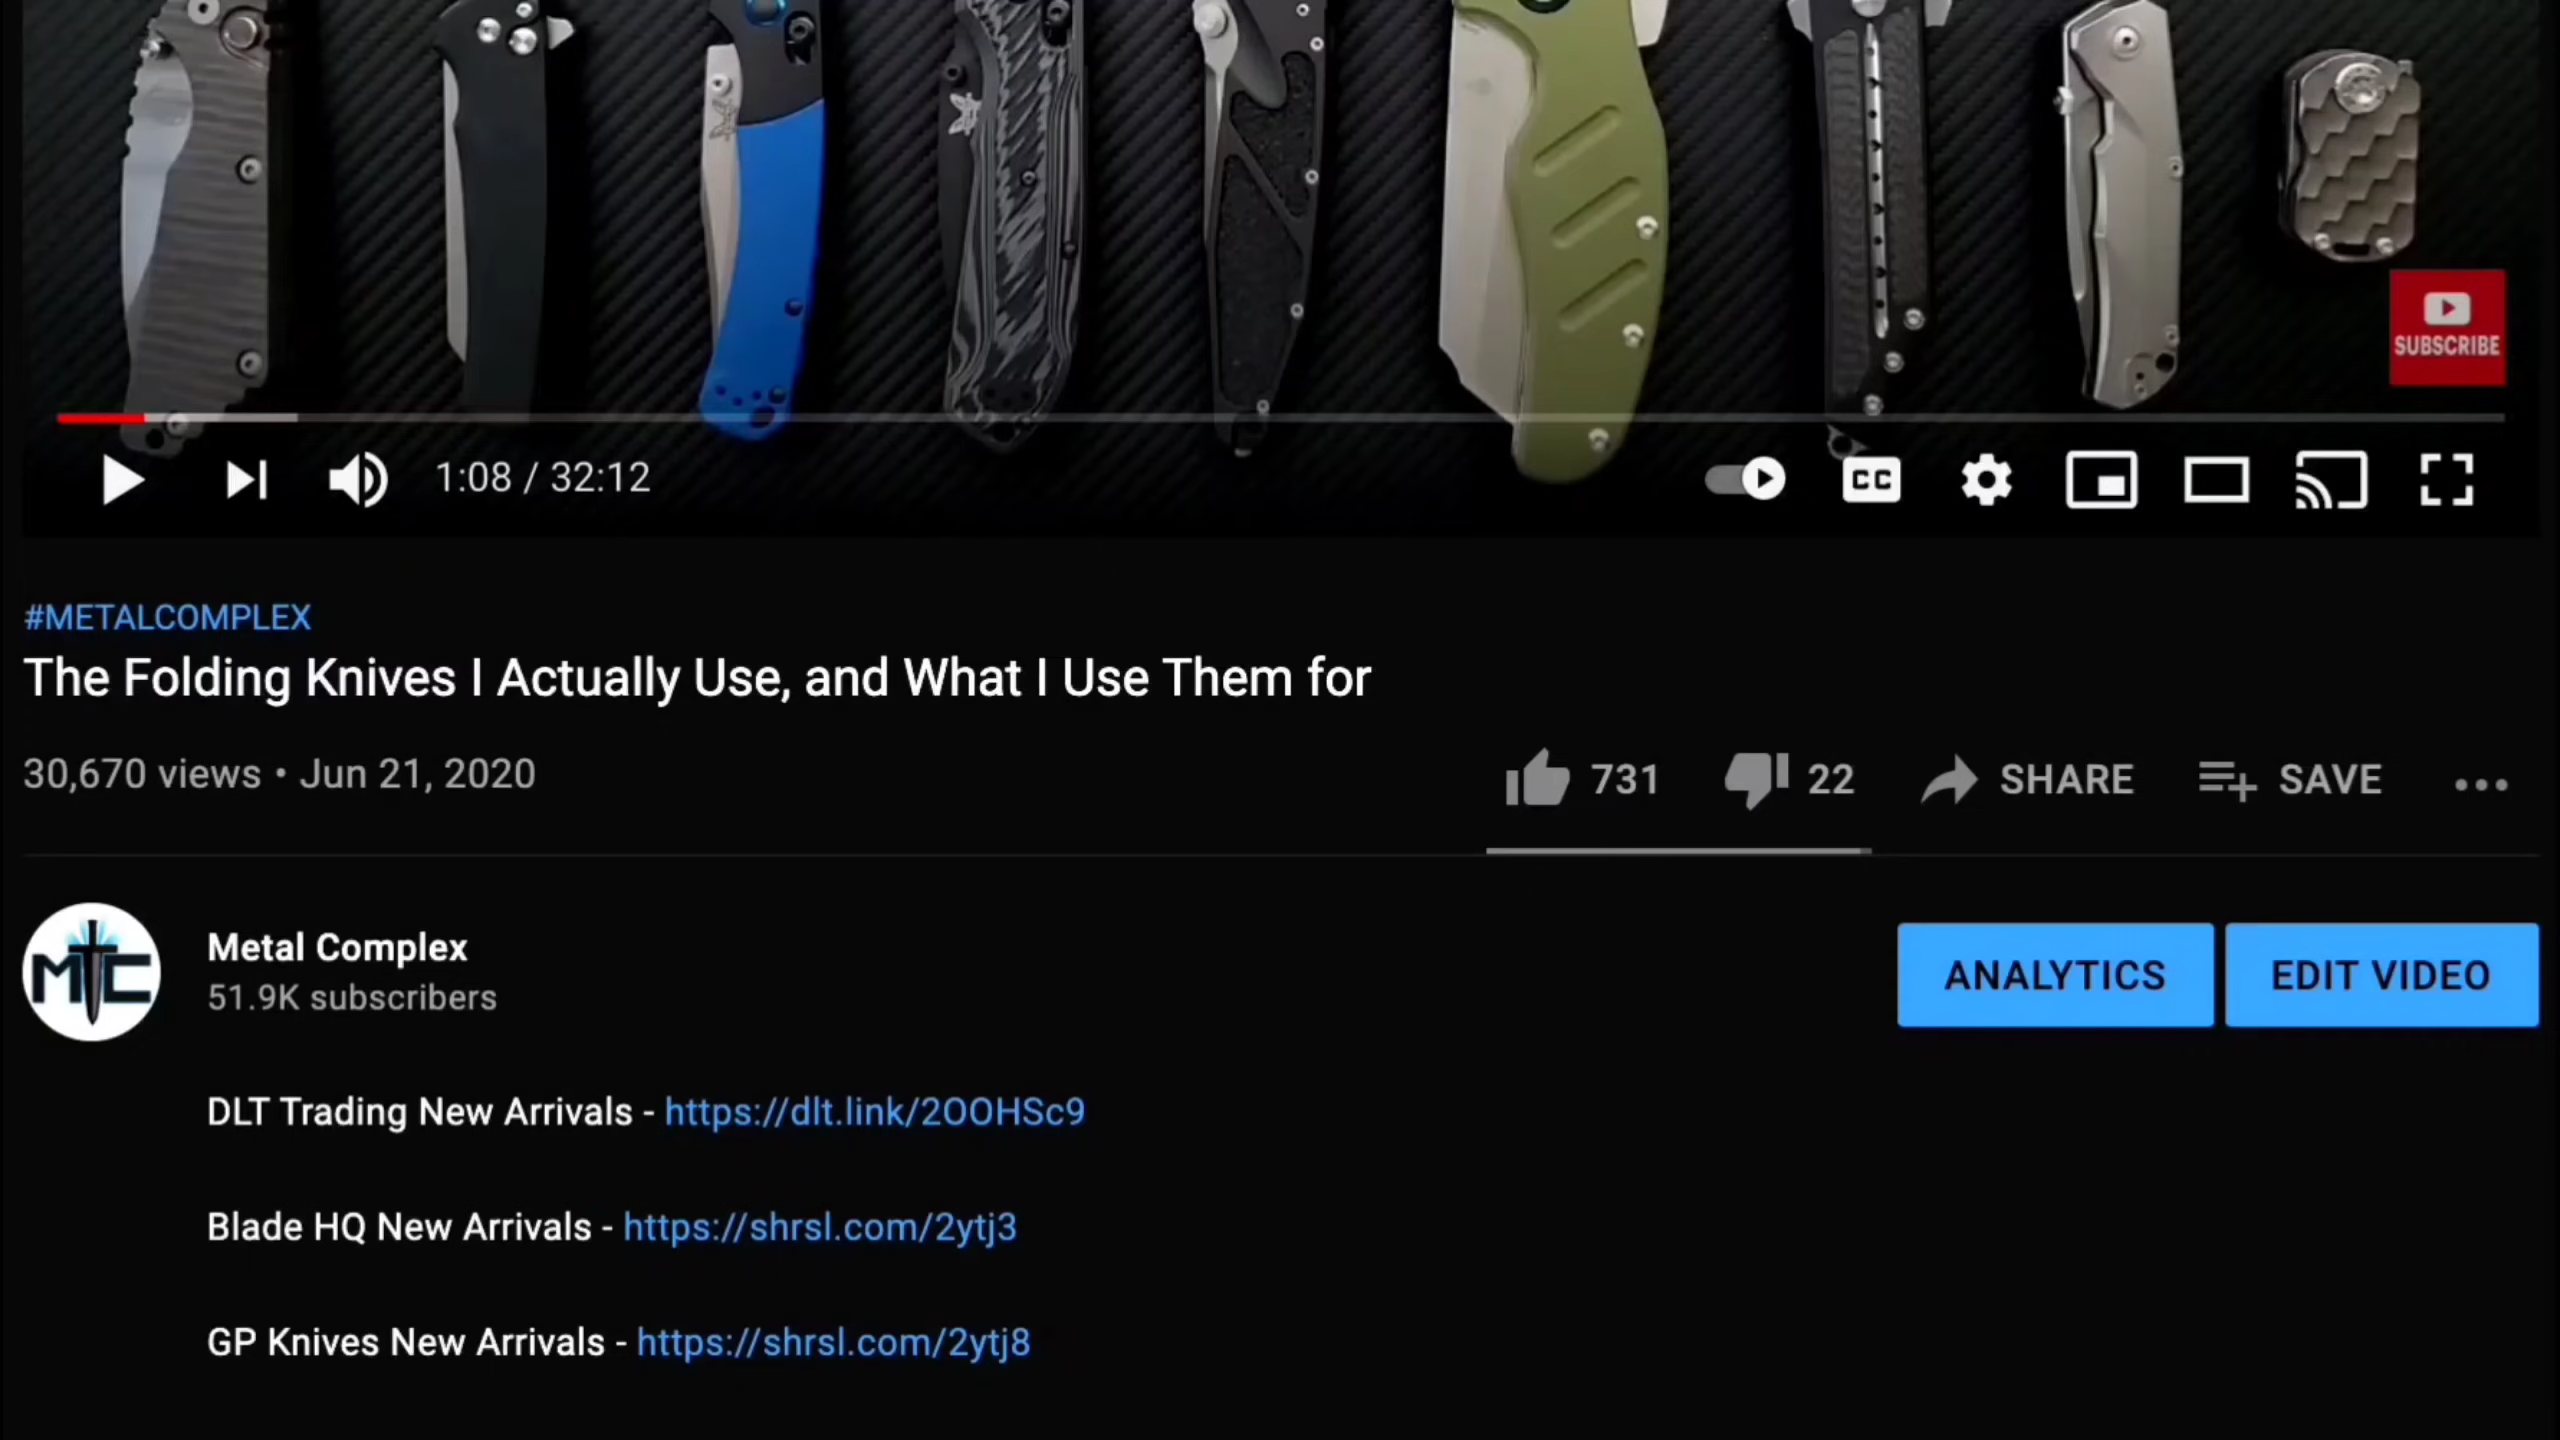 SUBSCRIBE
1:08 / 32:12
CC
#METALCOMPLEX
The Folding Knives I Actually Use, and What I Use Them for
30,670 views • Jun 21, 2020
731 22 SHARE SAVE
MTC
Metal Complex
51.9K subscribers
ANALYTICS EDIT VIDEO
DLT Trading New Arrivals - https://dlt.link/2OOHSc9
Blade HQ New Arrivals - https://shrsl.com/2ytj3
GP Knives New Arrivals - https://shrsl.com/2ytj8